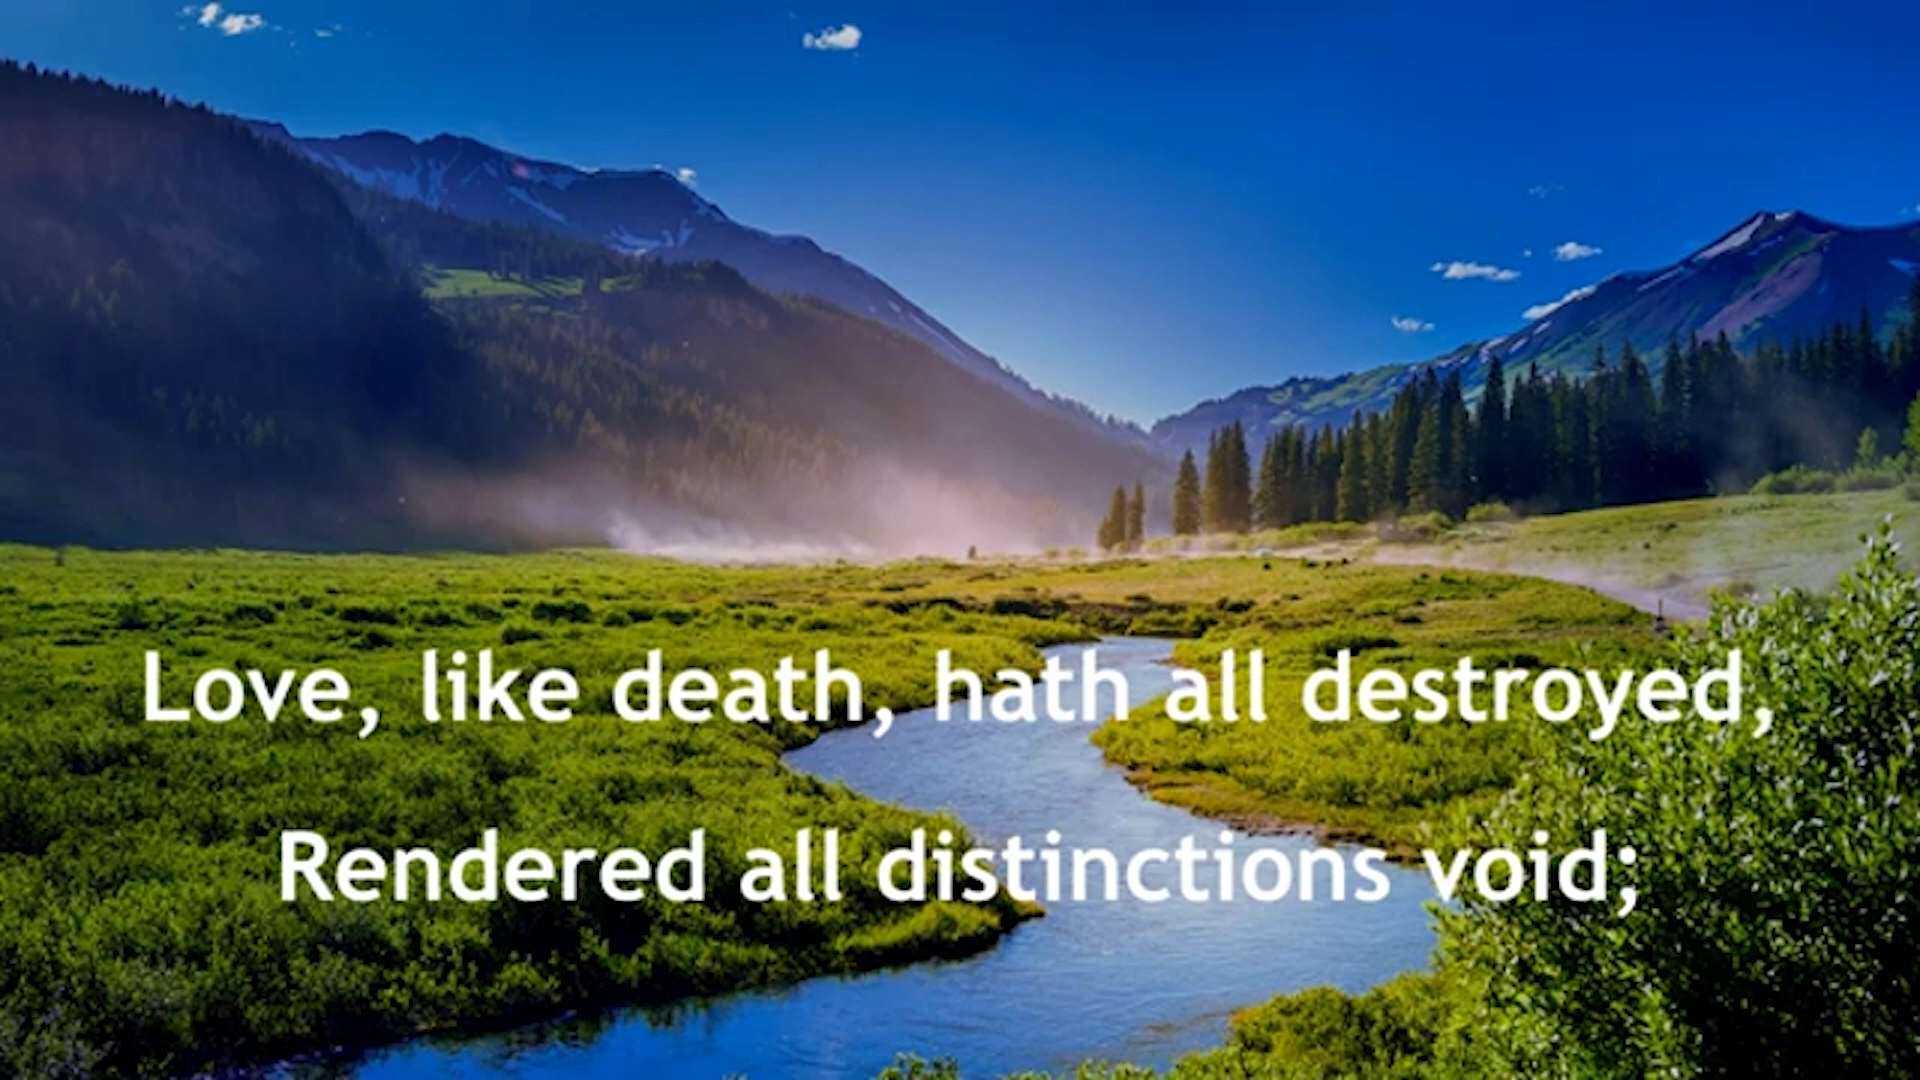 Love, like death, hath all destroyed,
Rendered all distinctions void;